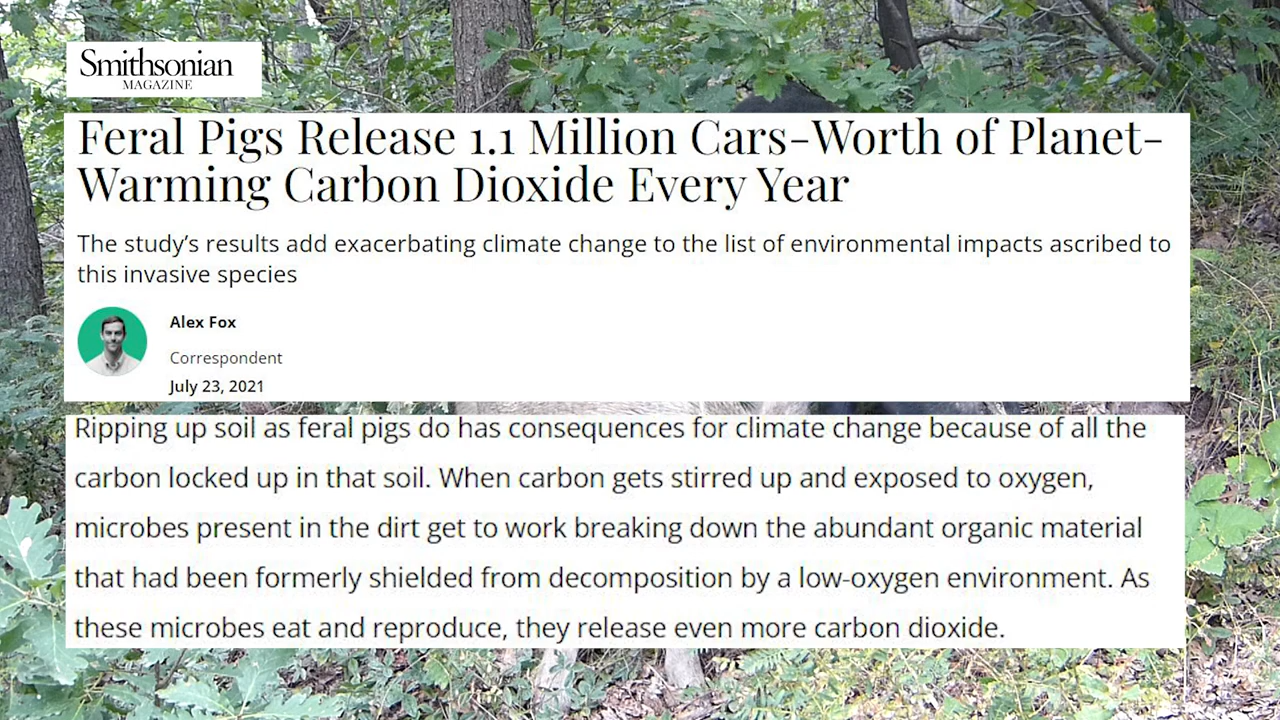 Smithsonian
MAGAZINE
Feral Pigs Release 1.1 Million Cars-Worth of Planet-
Warming Carbon Dioxide Every Year
The study's results add exacerbating climate change to the list of environmental impacts ascribed to
this invasive species
Alex Fox
Correspondent
July 23, 2021
Ripping up soil as feral pigs do has consequences for climate change because of all the
carbon locked up in that soil. When carbon gets stirred up and exposed to oxygen,
microbes present in the dirt get to work breaking down the abundant organic material
that had been formerly shielded from decomposition by a low-oxygen environment. As
these microbes eat and reproduce, they release even more carbon dioxide.